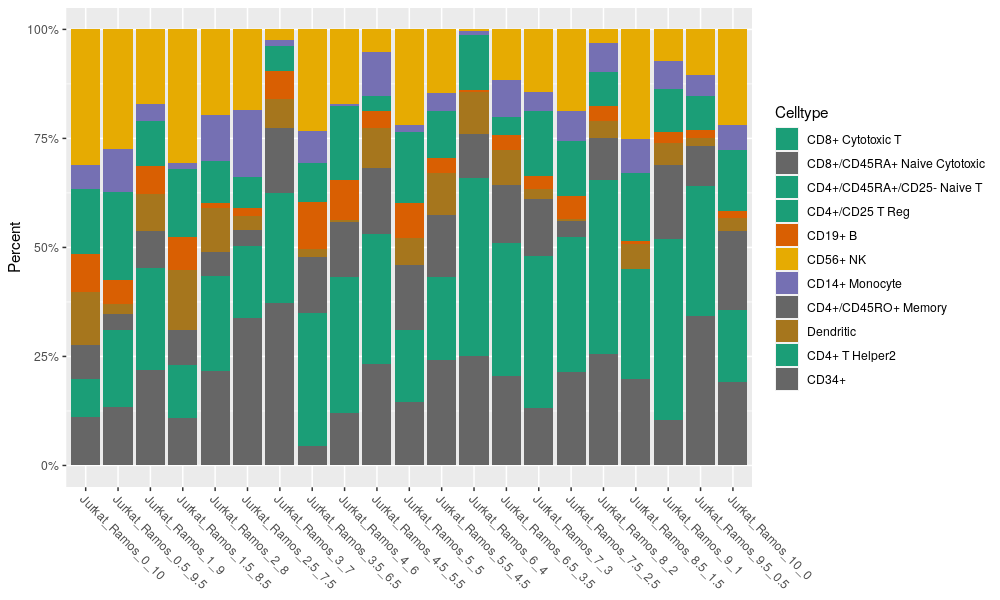 100%
75%
50%
25%
0%
Percent
Jurkat_Ramos_0_10
Jurkat_Ramos_0.5_9.5
Jurkat_Ramos_1_9
Jurkat_Ramos_1.5_8.5
Jurkat_Ramos_2_8
Jurkat_Ramos_2.5_7.5
Jurkat_Ramos_3_7
Jurkat_Ramos_3.5_6.5
Jurkat_Ramos_4_6
Jurkat_Ramos_4.5_5.5
Jurkat_Ramos_5_5
Jurkat_Ramos_5.5_4.5
Jurkat_Ramos_6_4
Jurkat_Ramos_6.5_3.5
Jurkat_Ramos_7_3
Jurkat_Ramos_7.5_2.5
Jurkat_Ramos_8_2
Jurkat_Ramos_8.5_1.5
Jurkat_Ramos_9_1
Jurkat_Ramos_9.5_0.5
Jurkat_Ramos_10_0
Celltype
CD8+ Cytotoxic T
CD8+/CD45RA+ Naive Cytotoxic
CD4+/CD45RA+/CD25- Naive T
CD4+/CD25 T Reg
CD19+ B
CD56+ NK
CD14+ Monocyte
CD4+/CD45RO+ Memory
Dendritic
CD4+ T Helper2
CD34+